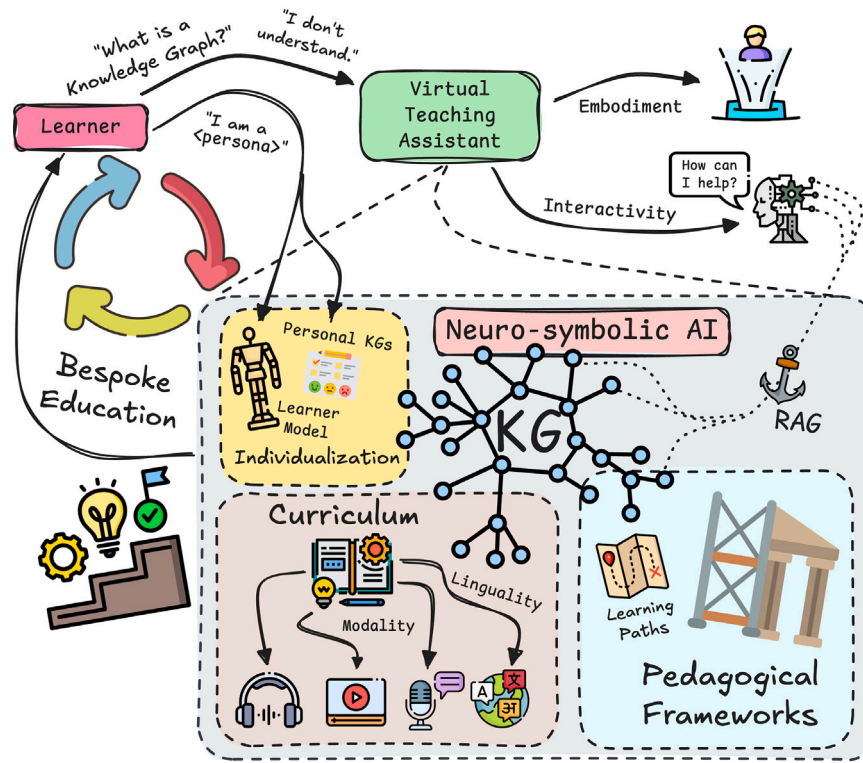 "What is a
Knowledge Graph?"
"I don't
understand."
Learner
"I am a
<persona>"
Virtual
Teaching
Assistant
Embodiment
How can
I help?
Interactivity
Bespoke
Education
Personal KGs
Learner
Model
Individualization
Neuro-symbolic AI
KG
RAG
Curriculum
Linguality
Modality
A
文
अ
Learning
Paths
Pedagogical
Frameworks